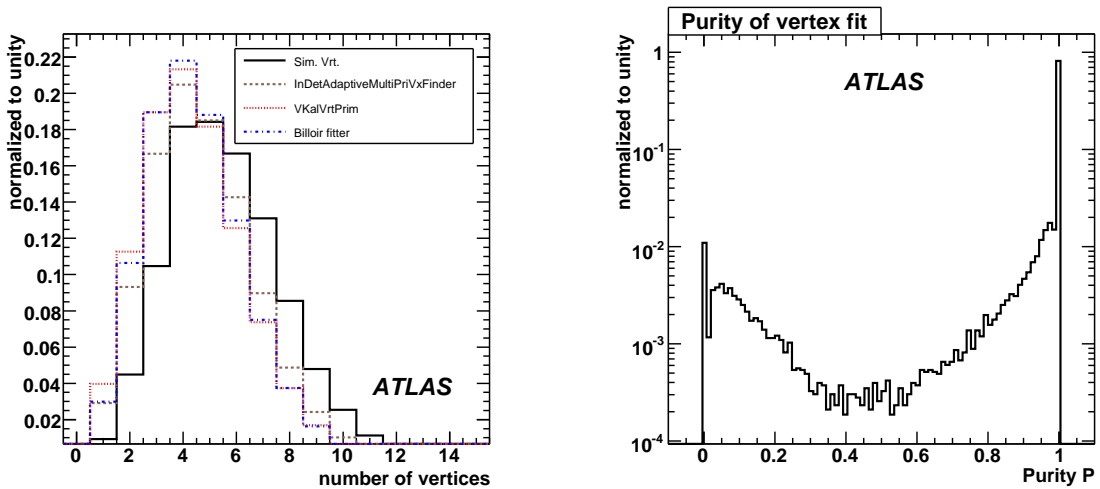 normalized to unity
0.22
0.2
0.18
0.16
0.14
0.12
0.1
0.08
0.06
0.04
0.02
Sim. Vrt.
InDetAdaptiveMultiPriVxFinder
VKalVrtPrim
Billoir fitter
ATLAS
0 2 4 6 8 10 12 14
number of vertices
Purity of vertex fit
normalized to unity
1
10-1
10-2
10-3
10-4
ATLAS
0 0.2 0.4 0.6 0.8 1
Purity P